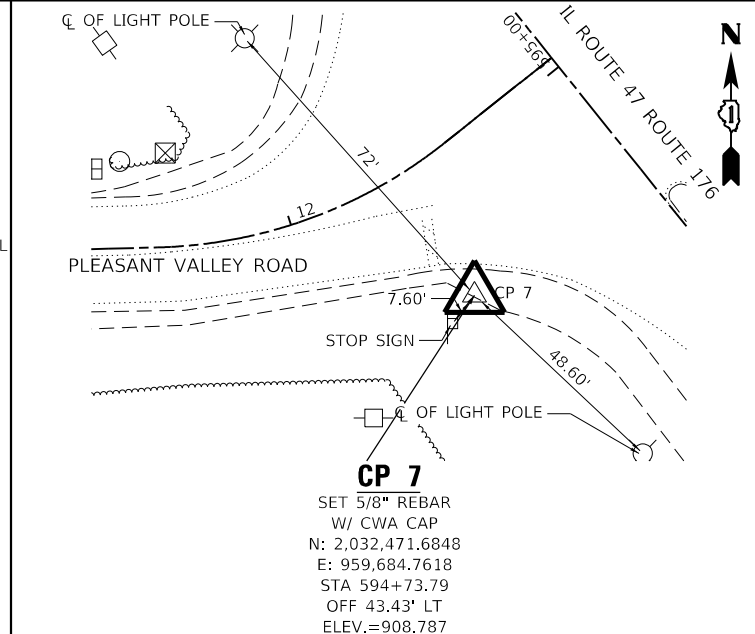 ℄ OF LIGHT POLE
N
595+00
IL ROUTE 47 ROUTE 176
72'
12
L
PLEASANT VALLEY ROAD
7.60'
CP 7
STOP SIGN
48.60'
℄ OF LIGHT POLE
CP 7
SET 5/8" REBAR
W/ CWA CAP
N: 2,032,471.6848
E: 959,684.7618
STA 594+73.79
OFF 43.43' LT
ELEV.=908.787